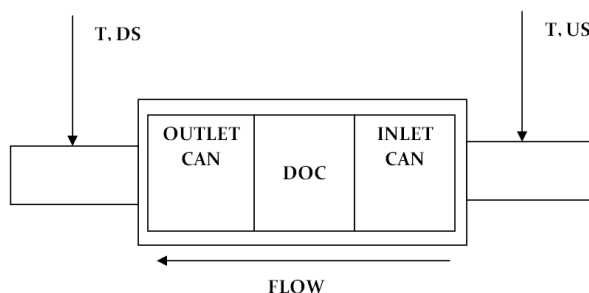 T, DS
T, US
OUTLET
CAN
DOC
INLET
CAN
FLOW